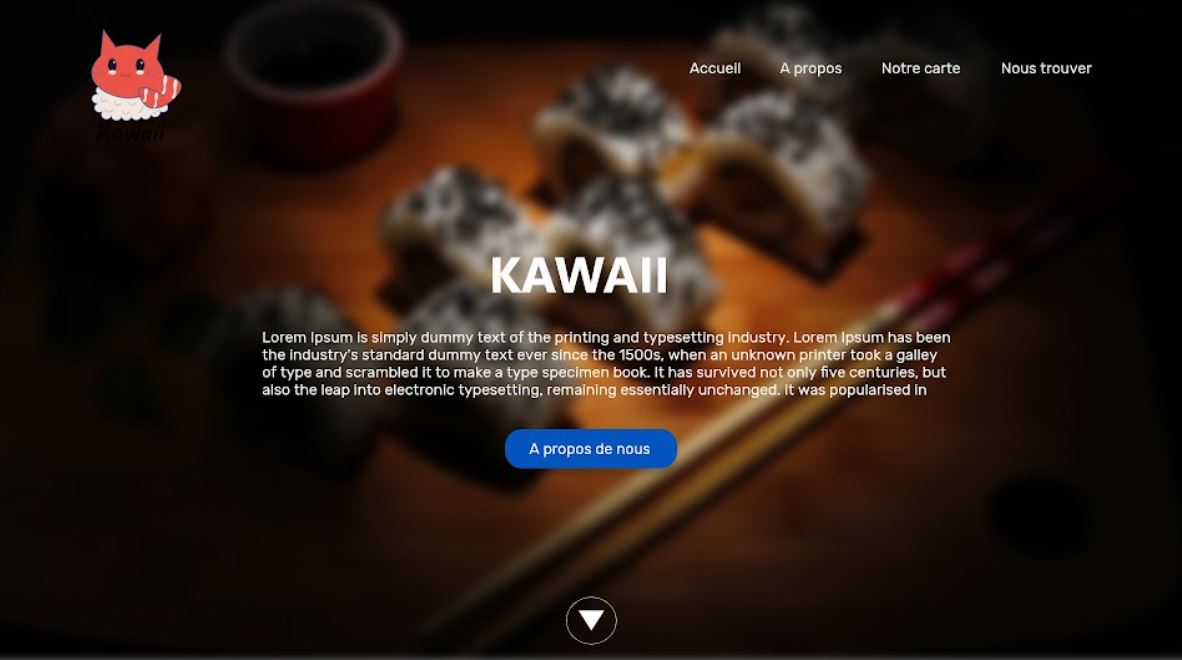 Kawaii
Accueil
A propos
Notre carte
Nous trouver
KAWAII
Lorem Ipsum is simply dummy text of the printing and typesetting industry. Lorem Ipsum has been
the industry's standard dummy text ever since the 1500s, when an unknown printer took a galley
of type and scrambled it to make a type specimen book. It has survived not only five centuries, but
also the leap into electronic typesetting, remaining essentially unchanged. It was popularised in
A propos de nous